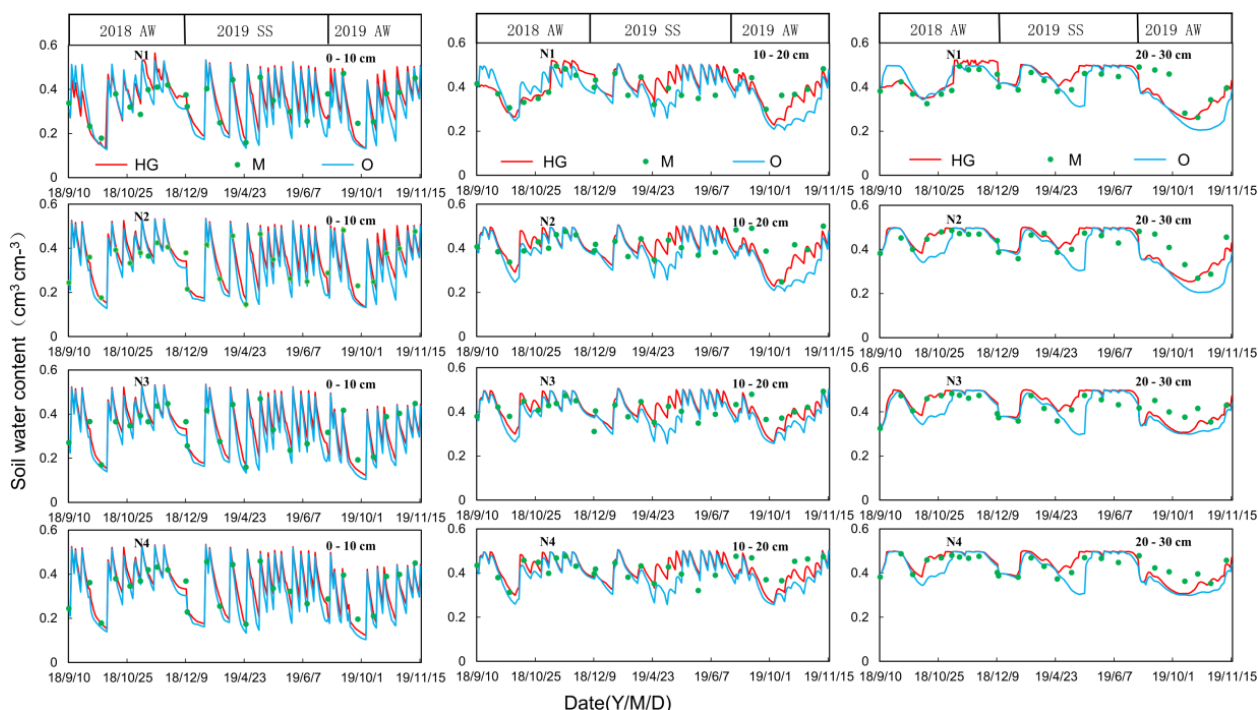 2018 AW 2019 SS 2019 AW 2018 AW 2019 SS 2019 AW 2018 AW 2019 SS 2019 AW
Soil water content (cm³ cm-3)
0.6 N1 0-10 cm 0.6 N1 10-20 cm 0.6 N1 20-30 cm
0.4 0.4 0.4
0.2 0.2 0.2
HG M O HG M O HG M O
0 0 0
18/9/10 18/10/25 18/12/9 19/4/23 19/6/7 19/10/1 19/11/15 18/9/10 18/10/25 18/12/9 19/4/23 19/6/7 19/10/1 19/11/15 18/9/10 18/10/25 18/12/9 19/4/23 19/6/7 19/10/1 19/11/15
0.6 N2 0 - 10 cm 0.6 N2 10 - 20 cm 0.6 N2 20 - 30 cm
0.4 0.4 0.4
0.2 0.2 0.2
0 0 0
18/9/10 18/10/25 18/12/9 19/4/23 19/6/7 19/10/1 19/11/15 18/9/10 18/10/25 18/12/9 19/4/23 19/6/7 19/10/1 19/11/15 18/9/10 18/10/25 18/12/9 19/4/23 19/6/7 19/10/1 19/11/15
0.6 N3 0 - 10 cm 0.6 N3 10 - 20 cm 0.6 N3 20 - 30 cm
0.4 0.4 0.4
0.2 0.2 0.2
0 0 0
18/9/10 18/10/25 18/12/9 19/4/23 19/6/7 19/10/1 19/11/15 18/9/10 18/10/25 18/12/9 19/4/23 19/6/7 19/10/1 19/11/15 18/9/10 18/10/25 18/12/9 19/4/23 19/6/7 19/10/1 19/11/15
0.6 N4 0 - 10 cm 0.6 N4 10 - 20 cm 0.6 N4 20 - 30 cm
0.4 0.4 0.4
0.2 0.2 0.2
0 0 0
18/9/10 18/10/25 18/12/9 19/4/23 19/6/7 19/10/1 19/11/15 18/9/10 18/10/25 18/12/9 19/4/23 19/6/7 19/10/1 19/11/15 18/9/10 18/10/25 18/12/9 19/4/23 19/6/7 19/10/1 19/11/15
Date(Y/M/D)